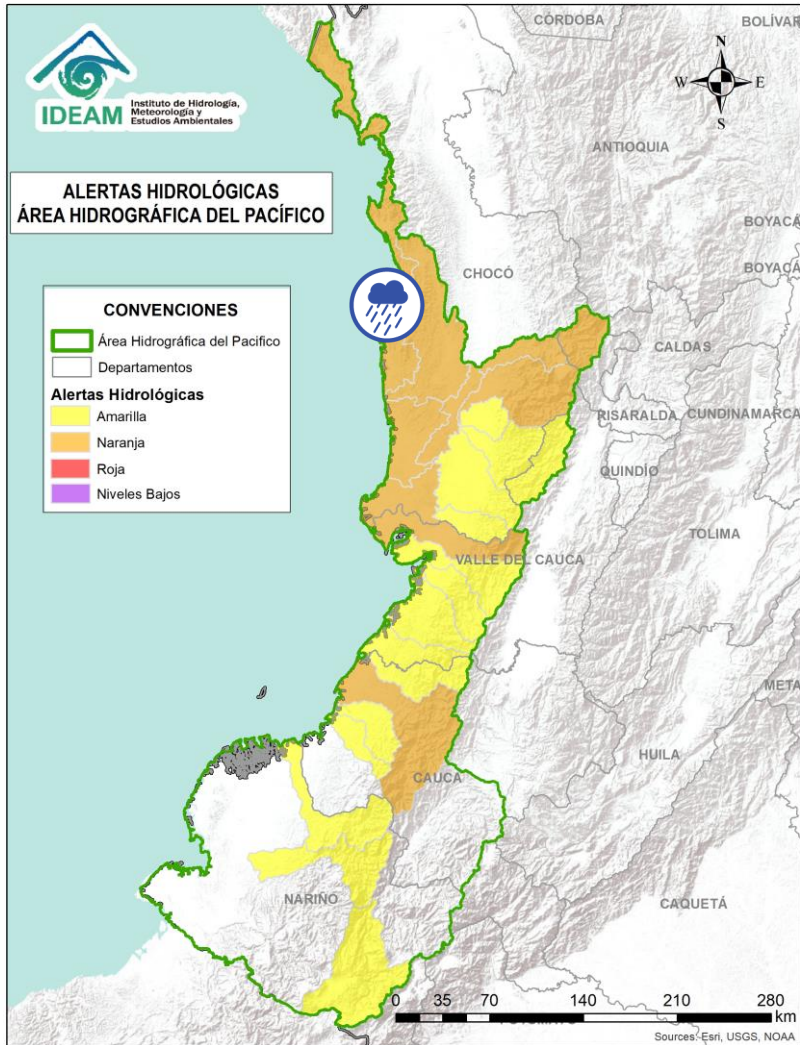 CÓRDOBA
BOLÍVAR
N
W
E
S
IDEAM
Instituto de Hidrología,
Meteorología y
Estudios Ambientales
ANTIOQUIA
ALERTAS HIDROLÓGICAS
ÁREA HIDROGRÁFICA DEL PACÍFICO
BOYACÁ
CHOCÓ
BOYACÁ
CONVENCIONES
Área Hidrográfica del Pacifico
Departamentos
Alertas Hidrológicas
Amarilla
Naranja
Roja
Niveles Bajos
CALDAS
RISARALDA
CUNDINAMARCA
QUINDÍO
TOLIMA
VALLE DEL CAUCA
META
HUILA
CAUCA
NARIÑO
CAQUETÁ
0 35 70 140 210 280
km
Sources: Esri, USGS, NOAA